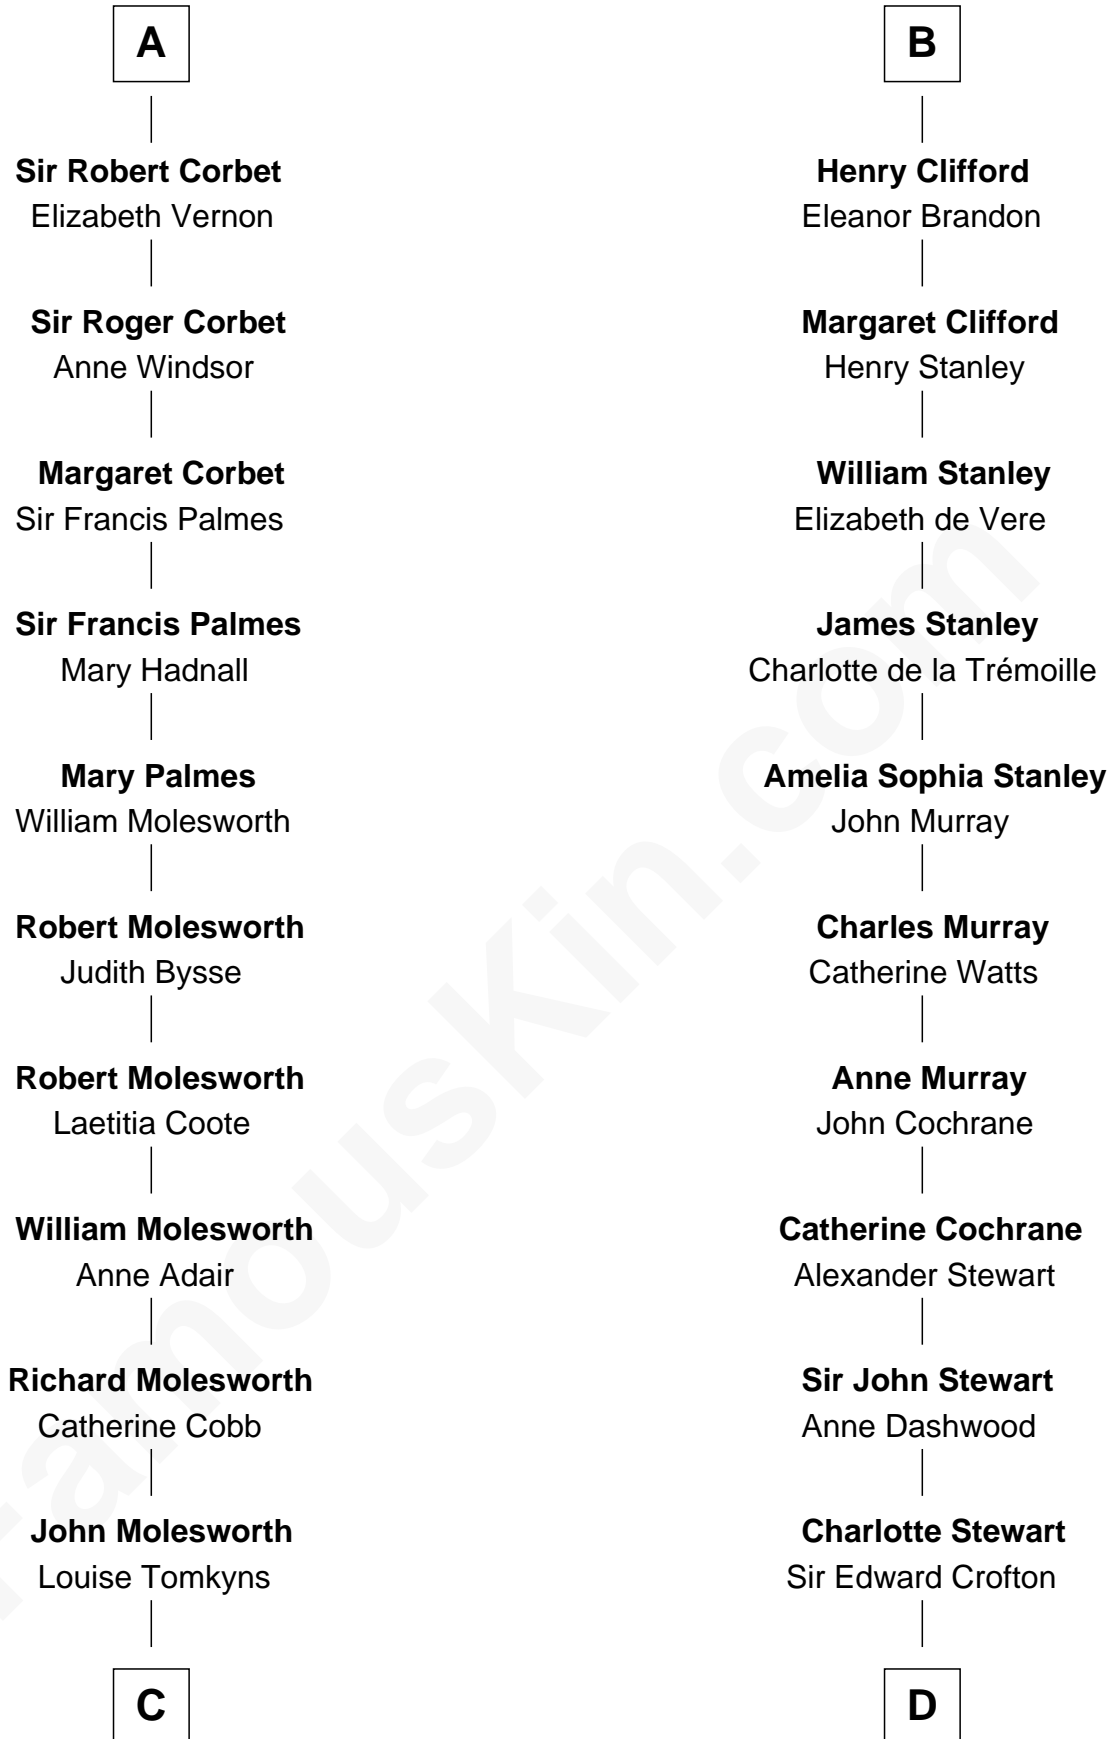 A
Sir Robert Corbet
Elizabeth Vernon
Sir Roger Corbet
Anne Windsor
Margaret Corbet
Sir Francis Palmes
Sir Francis Palmes
Mary Hadnall
Mary Palmes
William Molesworth
Robert Molesworth
Judith Bysse
Robert Molesworth
Laetitia Coote
William Molesworth
Anne Adair
Richard Molesworth
Catherine Cobb
John Molesworth
Louise Tomkyns
C
B
Henry Clifford
Eleanor Brandon
Margaret Clifford
Henry Stanley
William Stanley
Elizabeth de Vere
James Stanley
Charlotte de la Trémoille
Amelia Sophia Stanley
John Murray
Charles Murray
Catherine Watts
Anne Murray
John Cochrane
Catherine Cochrane
Alexander Stewart
Sir John Stewart
Anne Dashwood
Charlotte Stewart
Sir Edward Crofton
D
FamousKin.com